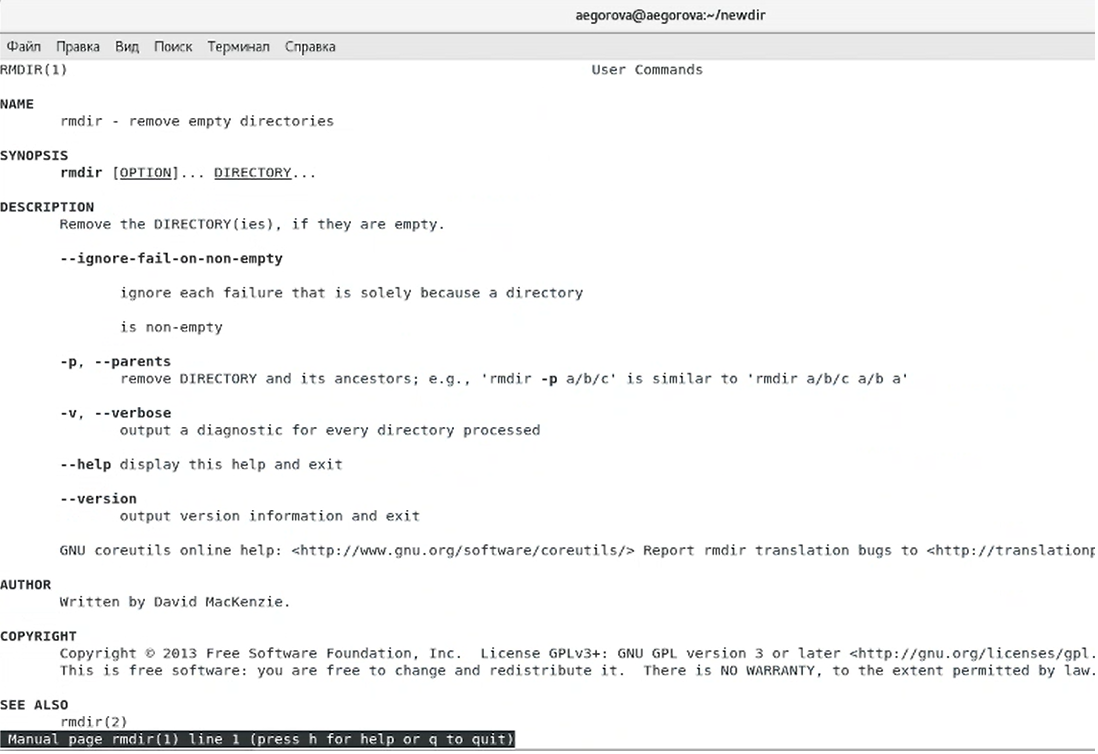 aegorova@aegorova:~/newdir
Файл Правка Вид Поиск Терминал Справка
RMDIR(1) User Commands
NAME
rmdir - remove empty directories
SYNOPSIS
rmdir [OPTION]... DIRECTORY...
DESCRIPTION
Remove the DIRECTORY(ies), if they are empty.
--ignore-fail-on-non-empty
ignore each failure that is solely because a directory
is non-empty
-p, --parents
remove DIRECTORY and its ancestors; e.g., 'rmdir -p a/b/c' is similar to 'rmdir a/b/c a/b a'
-v, --verbose
output a diagnostic for every directory processed
--help display this help and exit
--version
output version information and exit
GNU coreutils online help: <http://www.gnu.org/software/coreutils/> Report rmdir translation bugs to <http://translationp
AUTHOR
Written by David MacKenzie.
COPYRIGHT
Copyright © 2013 Free Software Foundation, Inc. License GPLv3+: GNU GPL version 3 or later <http://gnu.org/licenses/gpl.
This is free software: you are free to change and redistribute it. There is NO WARRANTY, to the extent permitted by law.
SEE ALSO
rmdir(2)
Manual page rmdir(1) line 1 (press h for help or q to quit)